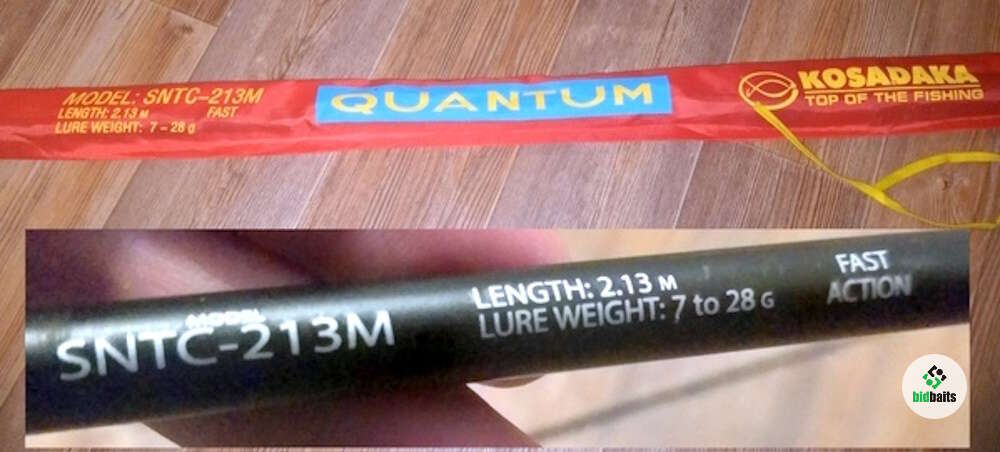 MODEL: SNTC-213M
LENGTH: 2.13 M FAST
LURE WEIGHT: 7 - 28 g
QUANTUM
KOSADAKA
TOP OF THE FISHING
MODEL
SNTC-213M
LENGTH: 2.13 M
LURE WEIGHT: 7 to 28 G
FAST
ACTION
bidbaits